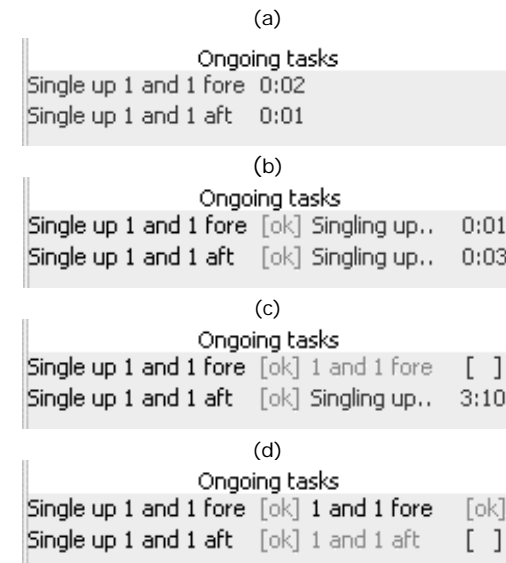 (a)
Ongoing tasks
Single up 1 and 1 fore 0:02
Single up 1 and 1 aft 0:01
(b)
Ongoing tasks
Single up 1 and 1 fore [ok] Singling up.. 0:01
Single up 1 and 1 aft [ok] Singling up.. 0:03
(c)
Ongoing tasks
Single up 1 and 1 fore [ok] 1 and 1 fore [ ]
Single up 1 and 1 aft [ok] Singling up.. 3:10
(d)
Ongoing tasks
Single up 1 and 1 fore [ok] 1 and 1 fore [ok]
Single up 1 and 1 aft [ok] 1 and 1 aft [ ]